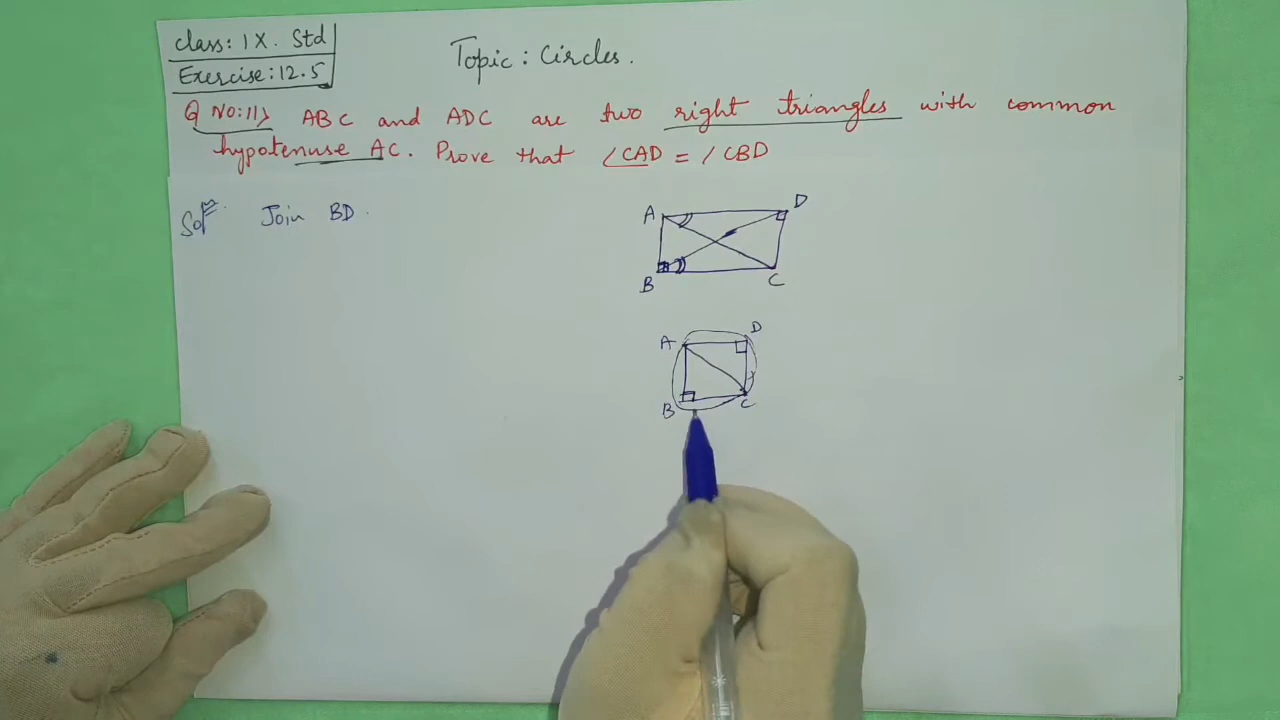 class: IX. Std
Exercise: 12.5
Topic: Circles.
Q No:11> ABC and ADC are two right triangles with common
hypotenuse AC. Prove that ∠CAD = ∠CBD
Sol Join BD.
A D
B C
A D
B C